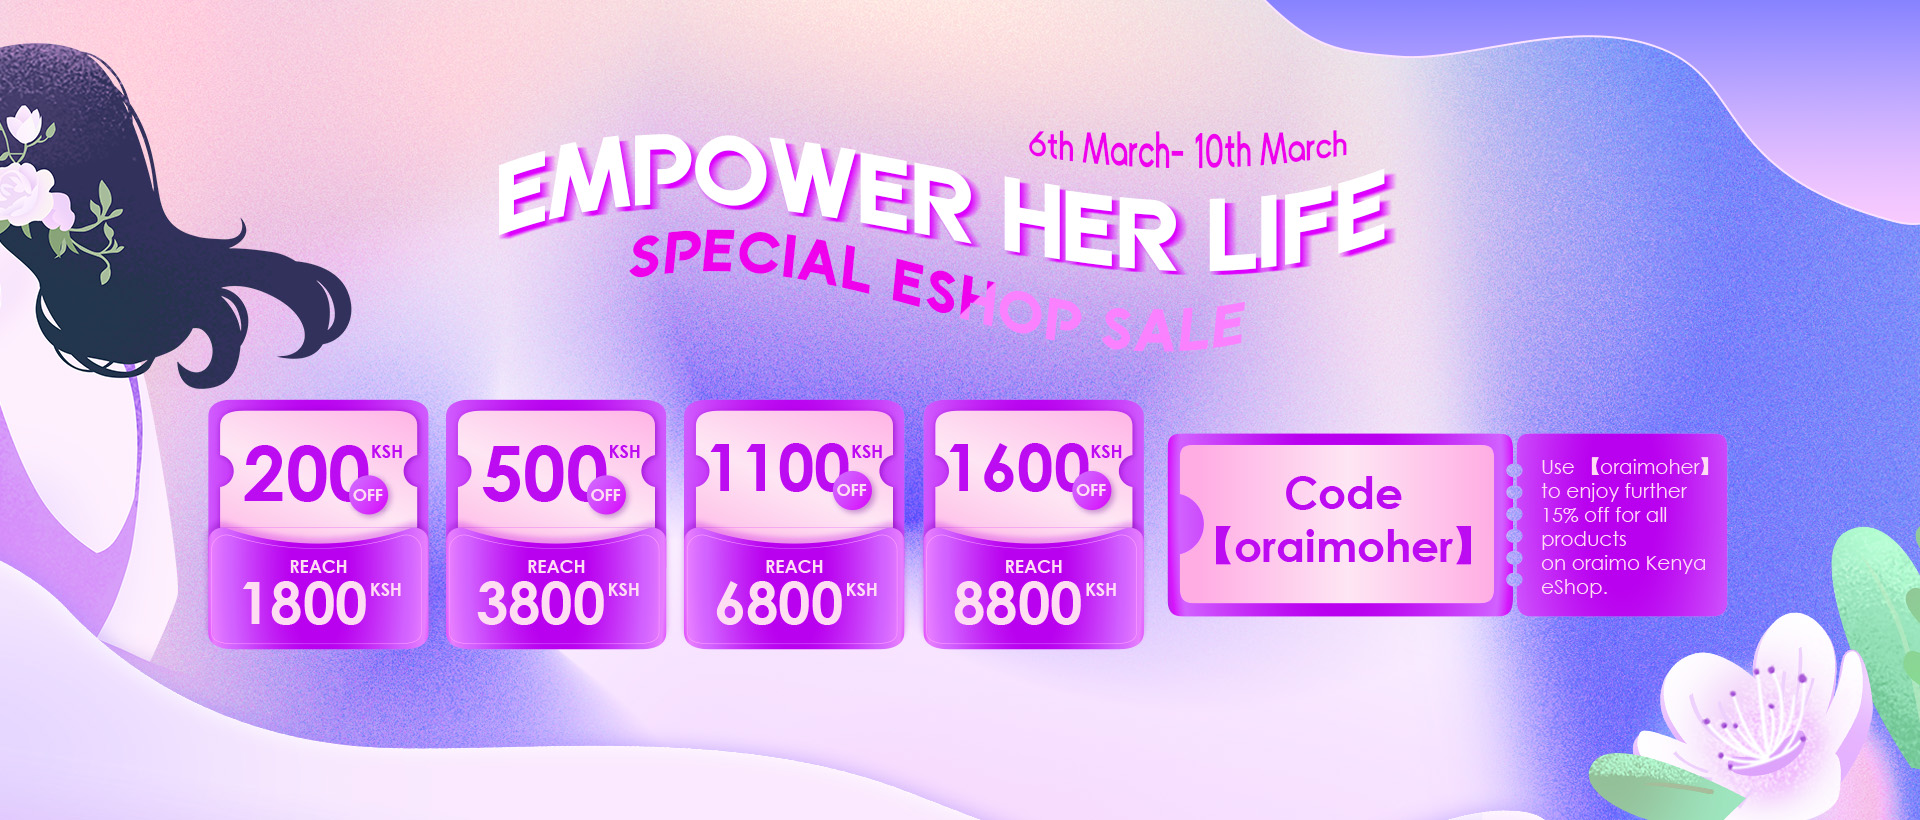 6th March- 10th March
EMPOWER HER LIFE
SPECIAL ESHOP SALE
200 KSH
OFF
REACH
1800 KSH
500 KSH
OFF
REACH
3800 KSH
1100 KSH
OFF
REACH
6800 KSH
1600 KSH
OFF
REACH
8800 KSH
Code
【oraimoher】
Use 【oraimoher】
to enjoy further
15% off for all
products
on oraimo Kenya
eShop.